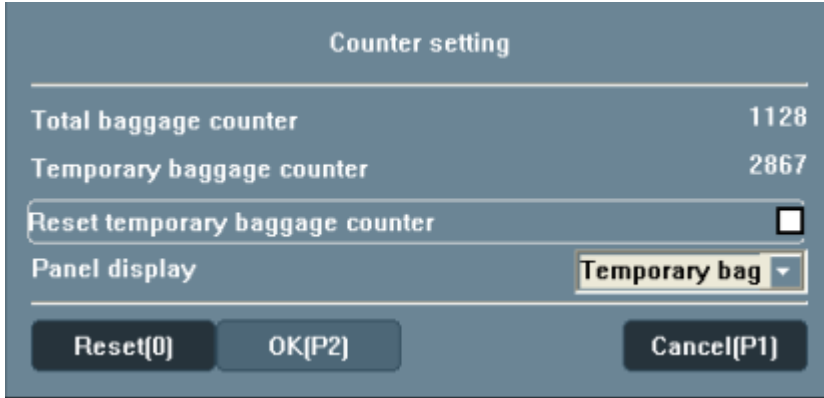 Counter setting
Total baggage counter 1128
Temporary baggage counter 2867
Reset temporary baggage counter
Panel display Temporary bag
Reset(0) OK(P2) Cancel(P1)